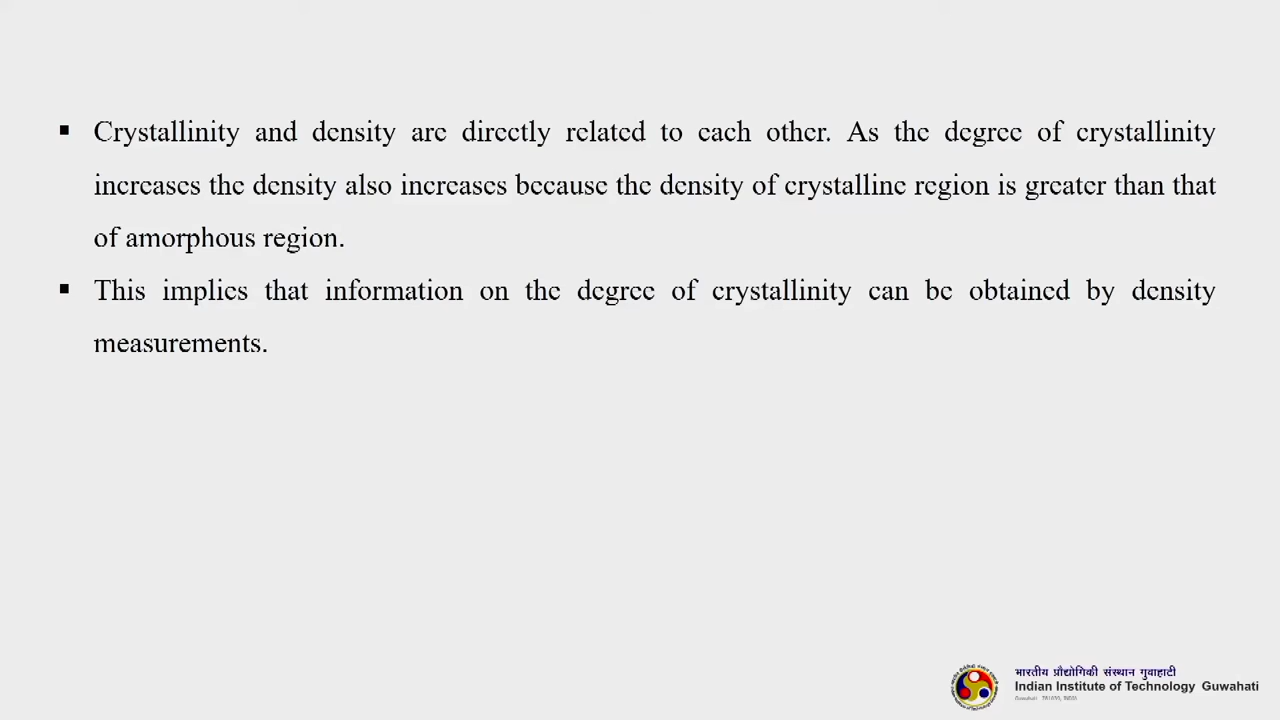 ▪ Crystallinity and density are directly related to each other. As the degree of crystallinity
increases the density also increases because the density of crystalline region is greater than that
of amorphous region.
▪ This implies that information on the degree of crystallinity can be obtained by density
measurements.
भारतीय प्रौद्योगिकी संस्थान गुवाहाटी
Indian Institute of Technology Guwahati